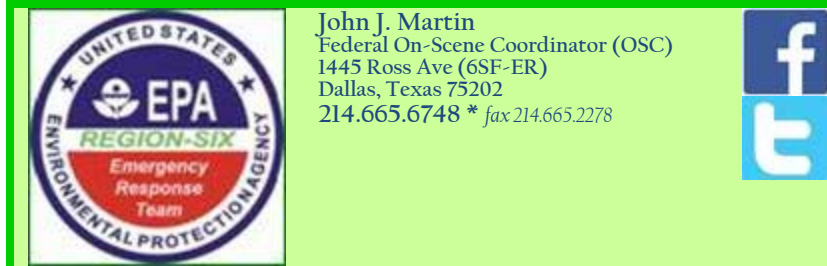 UNITED STATES
ENVIRONMENTAL PROTECTION AGENCY
EPA
REGION-SIX
Emergency
Response
Team
John J. Martin
Federal On-Scene Coordinator (OSC)
1445 Ross Ave (6SF-ER)
Dallas, Texas 75202
214.665.6748 * fax 214.665.2278
f
t